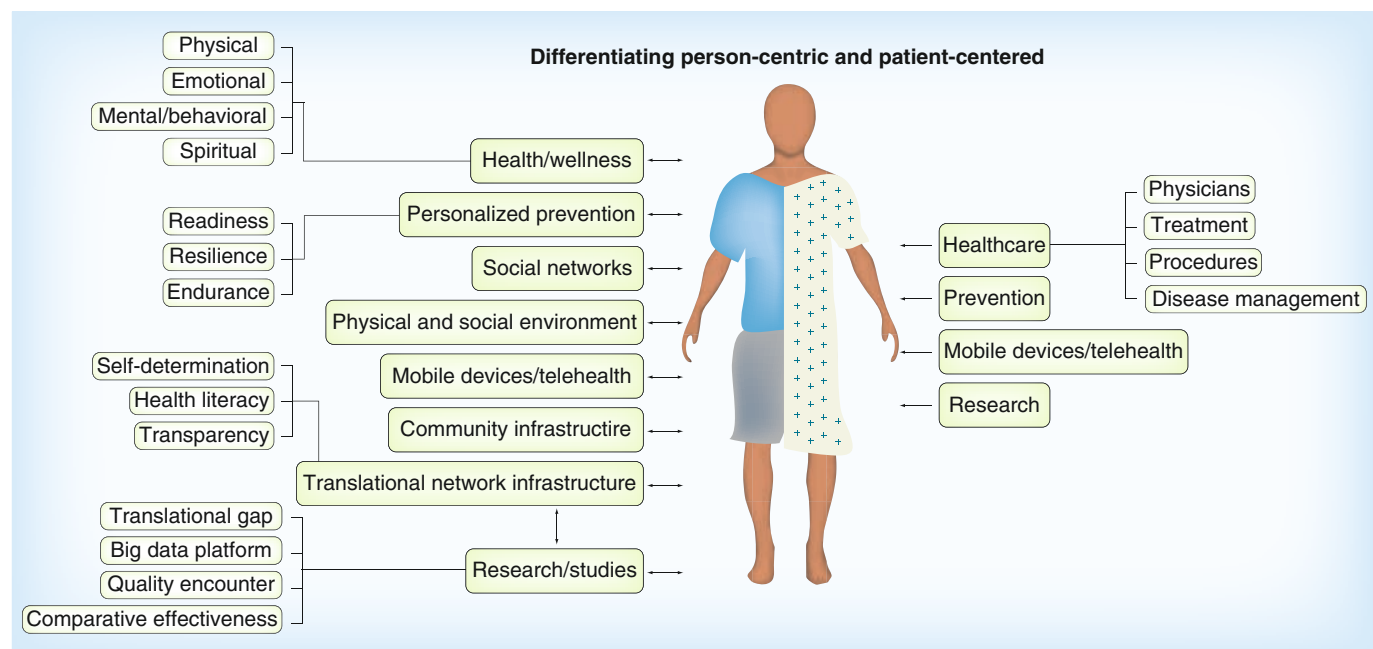 Differentiating person-centric and patient-centered
Physical
Emotional
Mental/behavioral
Spiritual
Health/wellness
Readiness
Resilience
Endurance
Personalized prevention
Social networks
Physical and social environment
Mobile devices/telehealth
Community infrastructire
Self-determination
Health literacy
Transparency
Translational network infrastructure
Translational gap
Big data platform
Quality encounter
Comparative effectiveness
Research/studies
Healthcare
Physicians
Treatment
Procedures
Disease management
Prevention
Mobile devices/telehealth
Research